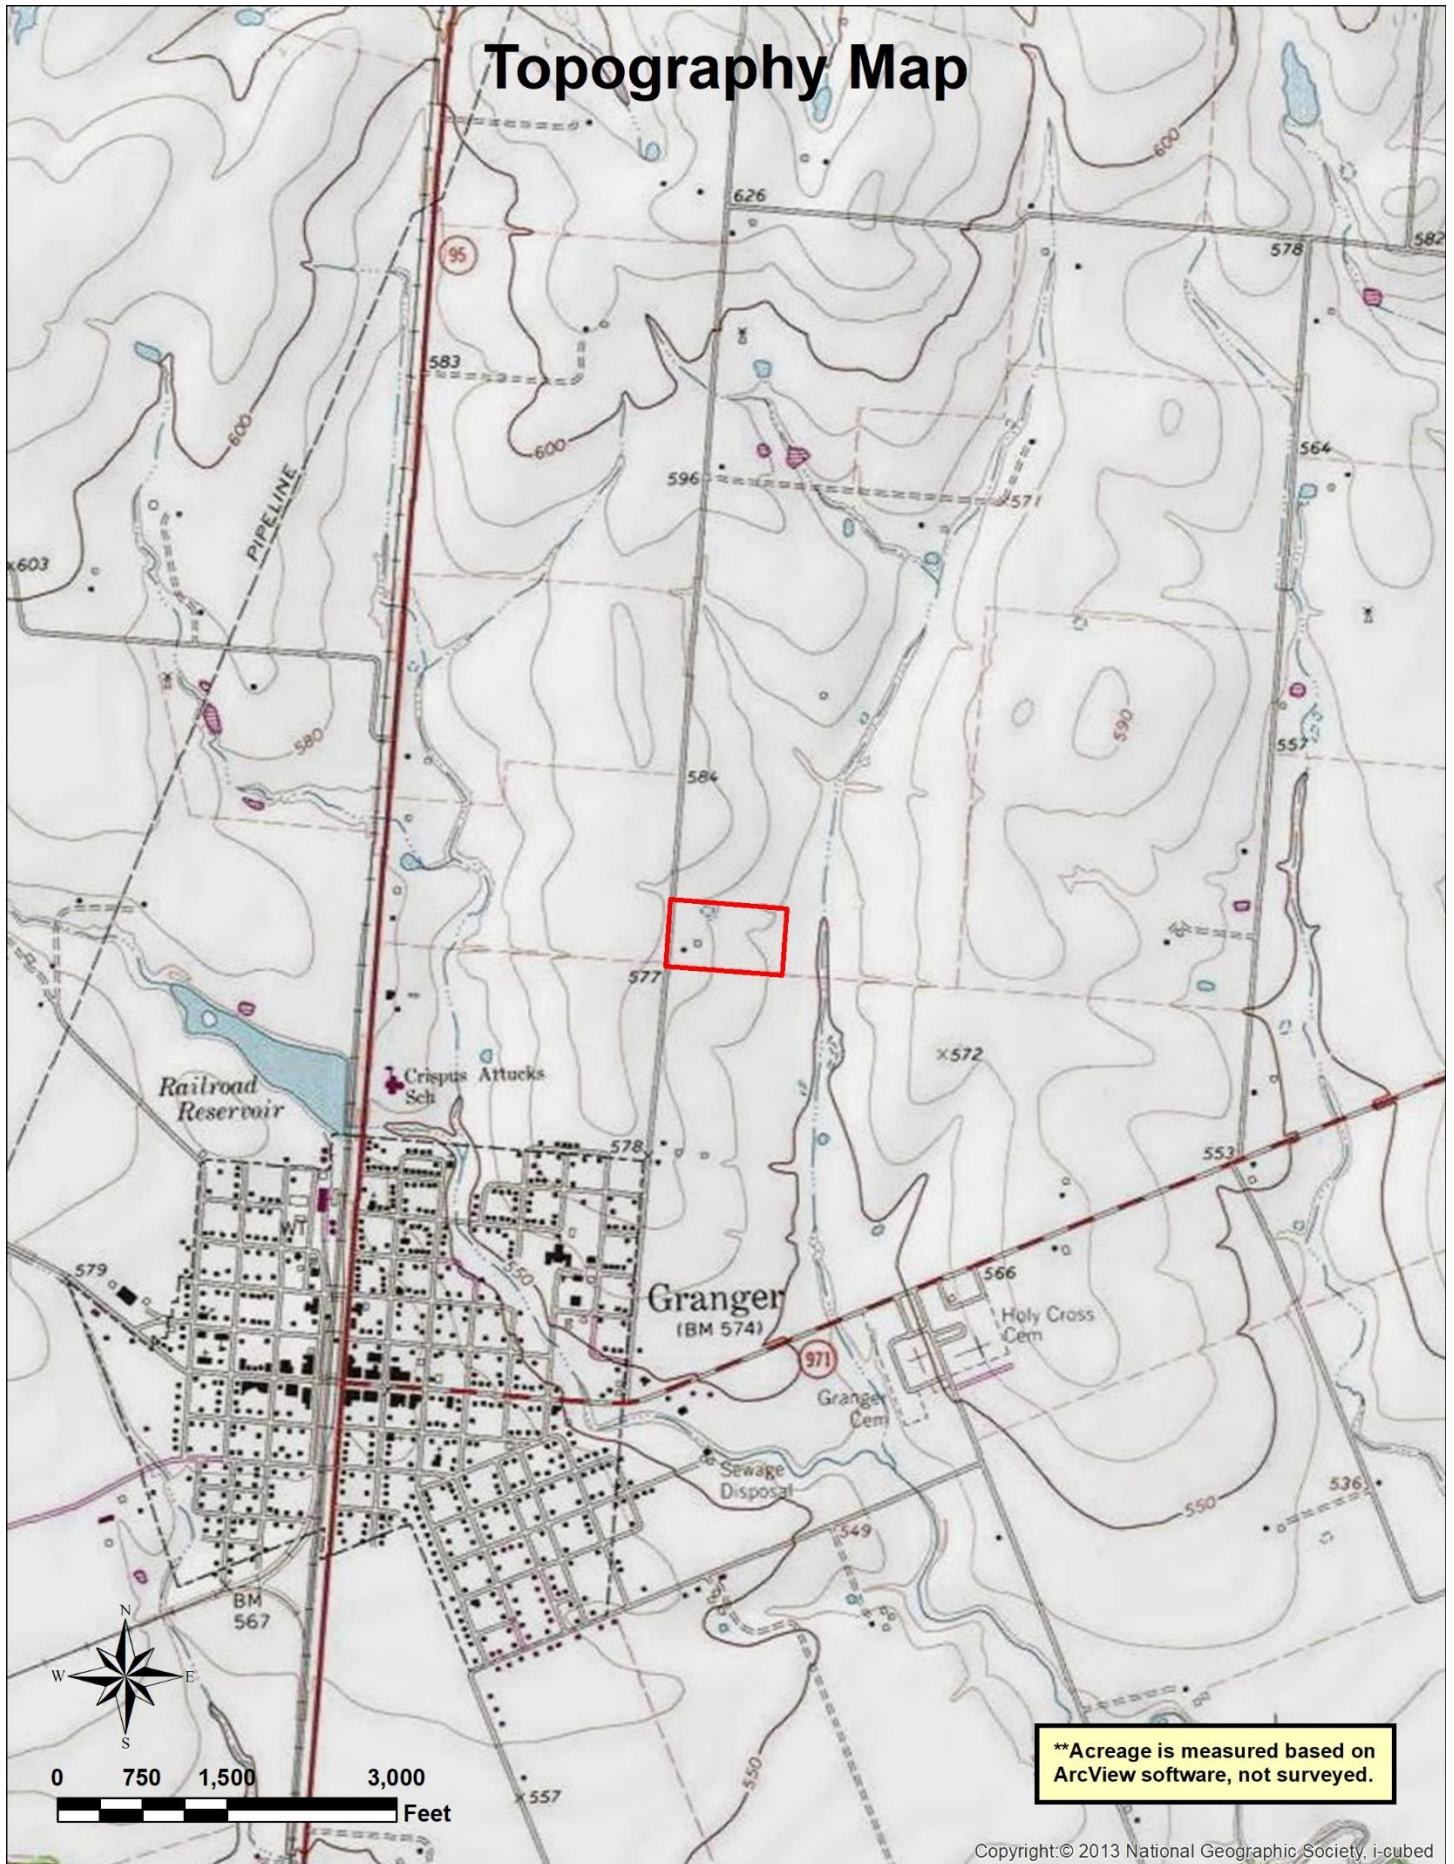 Topography Map
600
626
95
578
582
583
600
600
564
596
571
PIPELINE
603
580
590
557
584
577
572
Railroad
Reservoir
Crispus Attucks
Sch
578
553
WT
550
579
566
Granger
(BM 574)
Holy Cross
Cem
971
Granger
Cem
Sewage
Disposal
536
550
549
BM
567
N
W
E
S
550
557
0 750 1,500 3,000
Feet
**Acreage is measured based on
ArcView software, not surveyed.
Copyright:© 2013 National Geographic Society, i-cubed